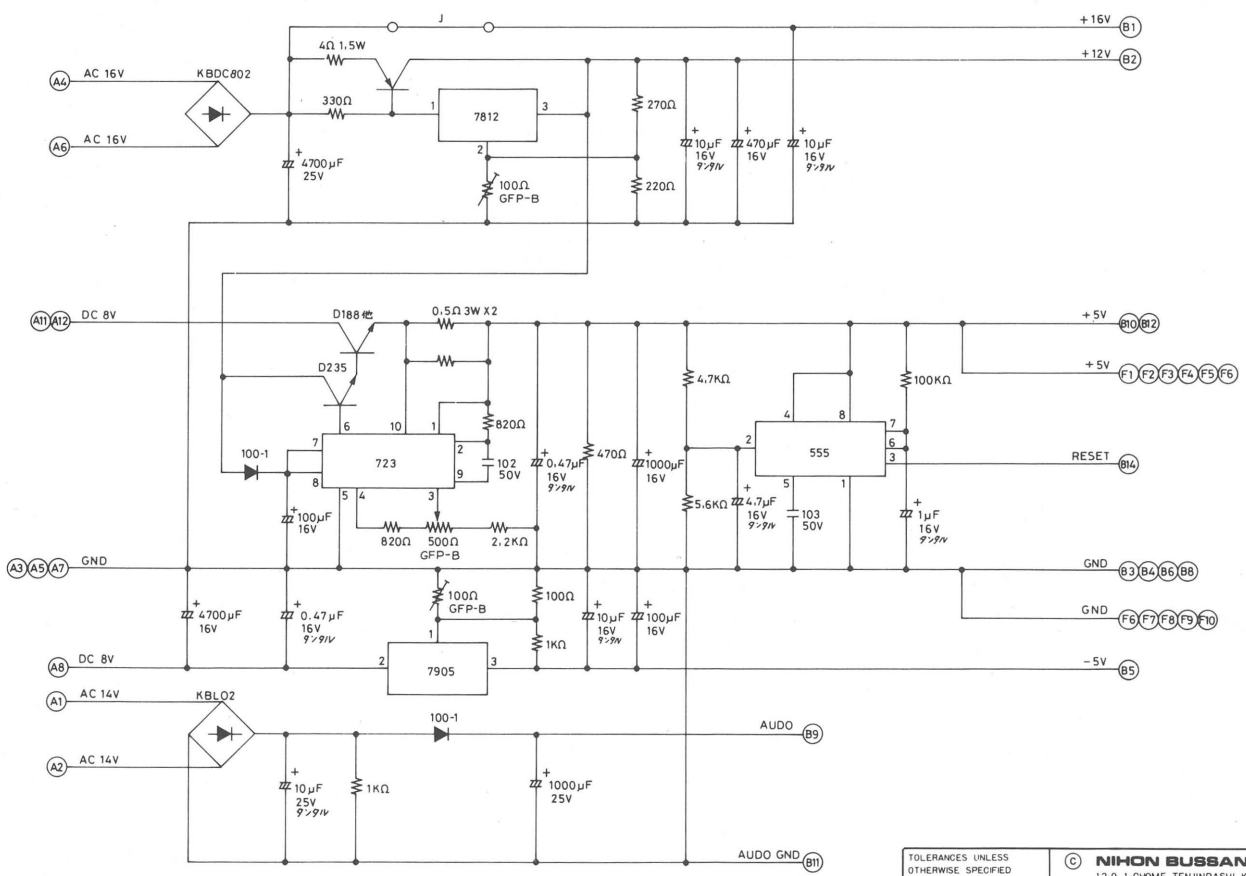 J
+16V B1
4Ω 1,5W
+12V B2
A4 AC 16V KBDC802
330Ω
1 7812 3
2
270Ω
A6 AC 16V
+ 4700μF
25V
100Ω
GFP-B
220Ω
+ 10μF
16V
タンタル
+ 470μF
16V
+ 10μF
16V
タンタル
A11 A12 DC 8V
D188他
0,5Ω 3W X2
+5V B10 B12
D235
4,7KΩ
100KΩ
+5V F1 F2 F3 F4 F5 F6
6 10 1
820Ω
4 8
100-1
7 723 2
8 9
5 4 3
102
50V
+ 0,47μF
16V
タンタル
470Ω
+ 1000μF
16V
2 555 7
6
3
5 1
RESET B14
+ 100μF
16V
820Ω 500Ω 2,2KΩ
GFP-B
5,6KΩ
+ 4,7μF
16V
タンタル
103
50V
+ 1μF
16V
タンタル
A3 A5 A7 GND
GND B3 B4 B6 B8
+ 4700μF
16V
+ 0.47μF
16V
タンタル
100Ω
GFP-B
100Ω
+ 10μF
16V
タンタル
+ 100μF
16V
GND F6 F7 F8 F9 F10
1KΩ
1
A8 DC 8V
2 7905 3
-5V B5
A1 AC 14V KBL02
100-1
AUDO B9
A2 AC 14V
+ 10μF
25V
タンタル
1KΩ
+ 1000μF
25V
AUDO GND B11
TOLERANCES UNLESS
OTHERWISE SPECIFIED
© NIHON BUSSAN